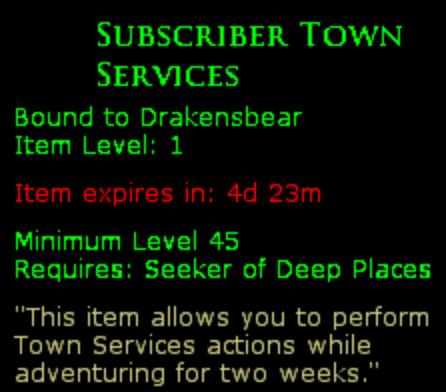 Subscriber Town
Services
Bound to Drakensbear
Item Level: 1
Item expires in: 4d 23m
Minimum Level 45
Requires: Seeker of Deep Places
"This item allows you to perform
Town Services actions while
adventuring for two weeks."